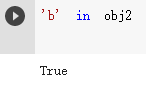 'b' in obj2
True